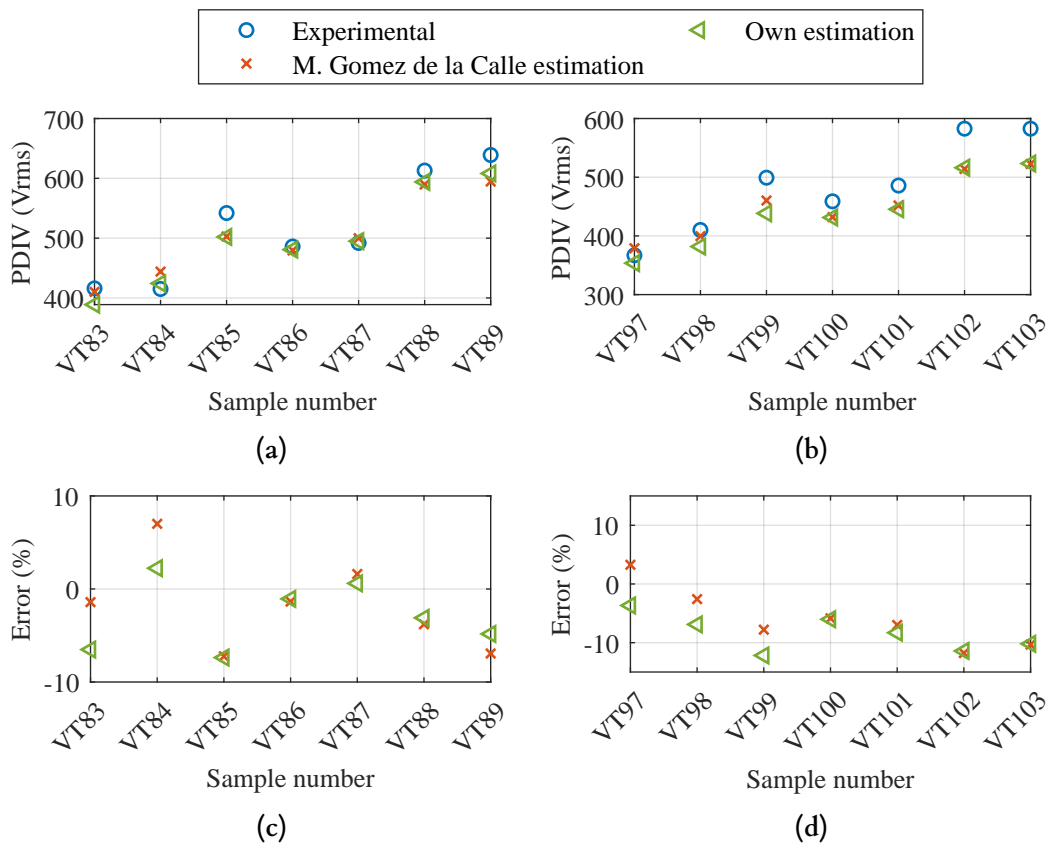 Experimental
Own estimation
M. Gomez de la Calle estimation
700
600
500
400
PDIV (Vrms)
VT83
VT84
VT85
VT86
VT87
VT88
VT89
Sample number
(a)
600
500
400
300
PDIV (Vrms)
VT97
VT98
VT99
VT100
VT101
VT102
VT103
Sample number
(b)
10
0
-10
Error (%)
VT83
VT84
VT85
VT86
VT87
VT88
VT89
Sample number
(c)
10
0
-10
Error (%)
VT97
VT98
VT99
VT100
VT101
VT102
VT103
Sample number
(d)